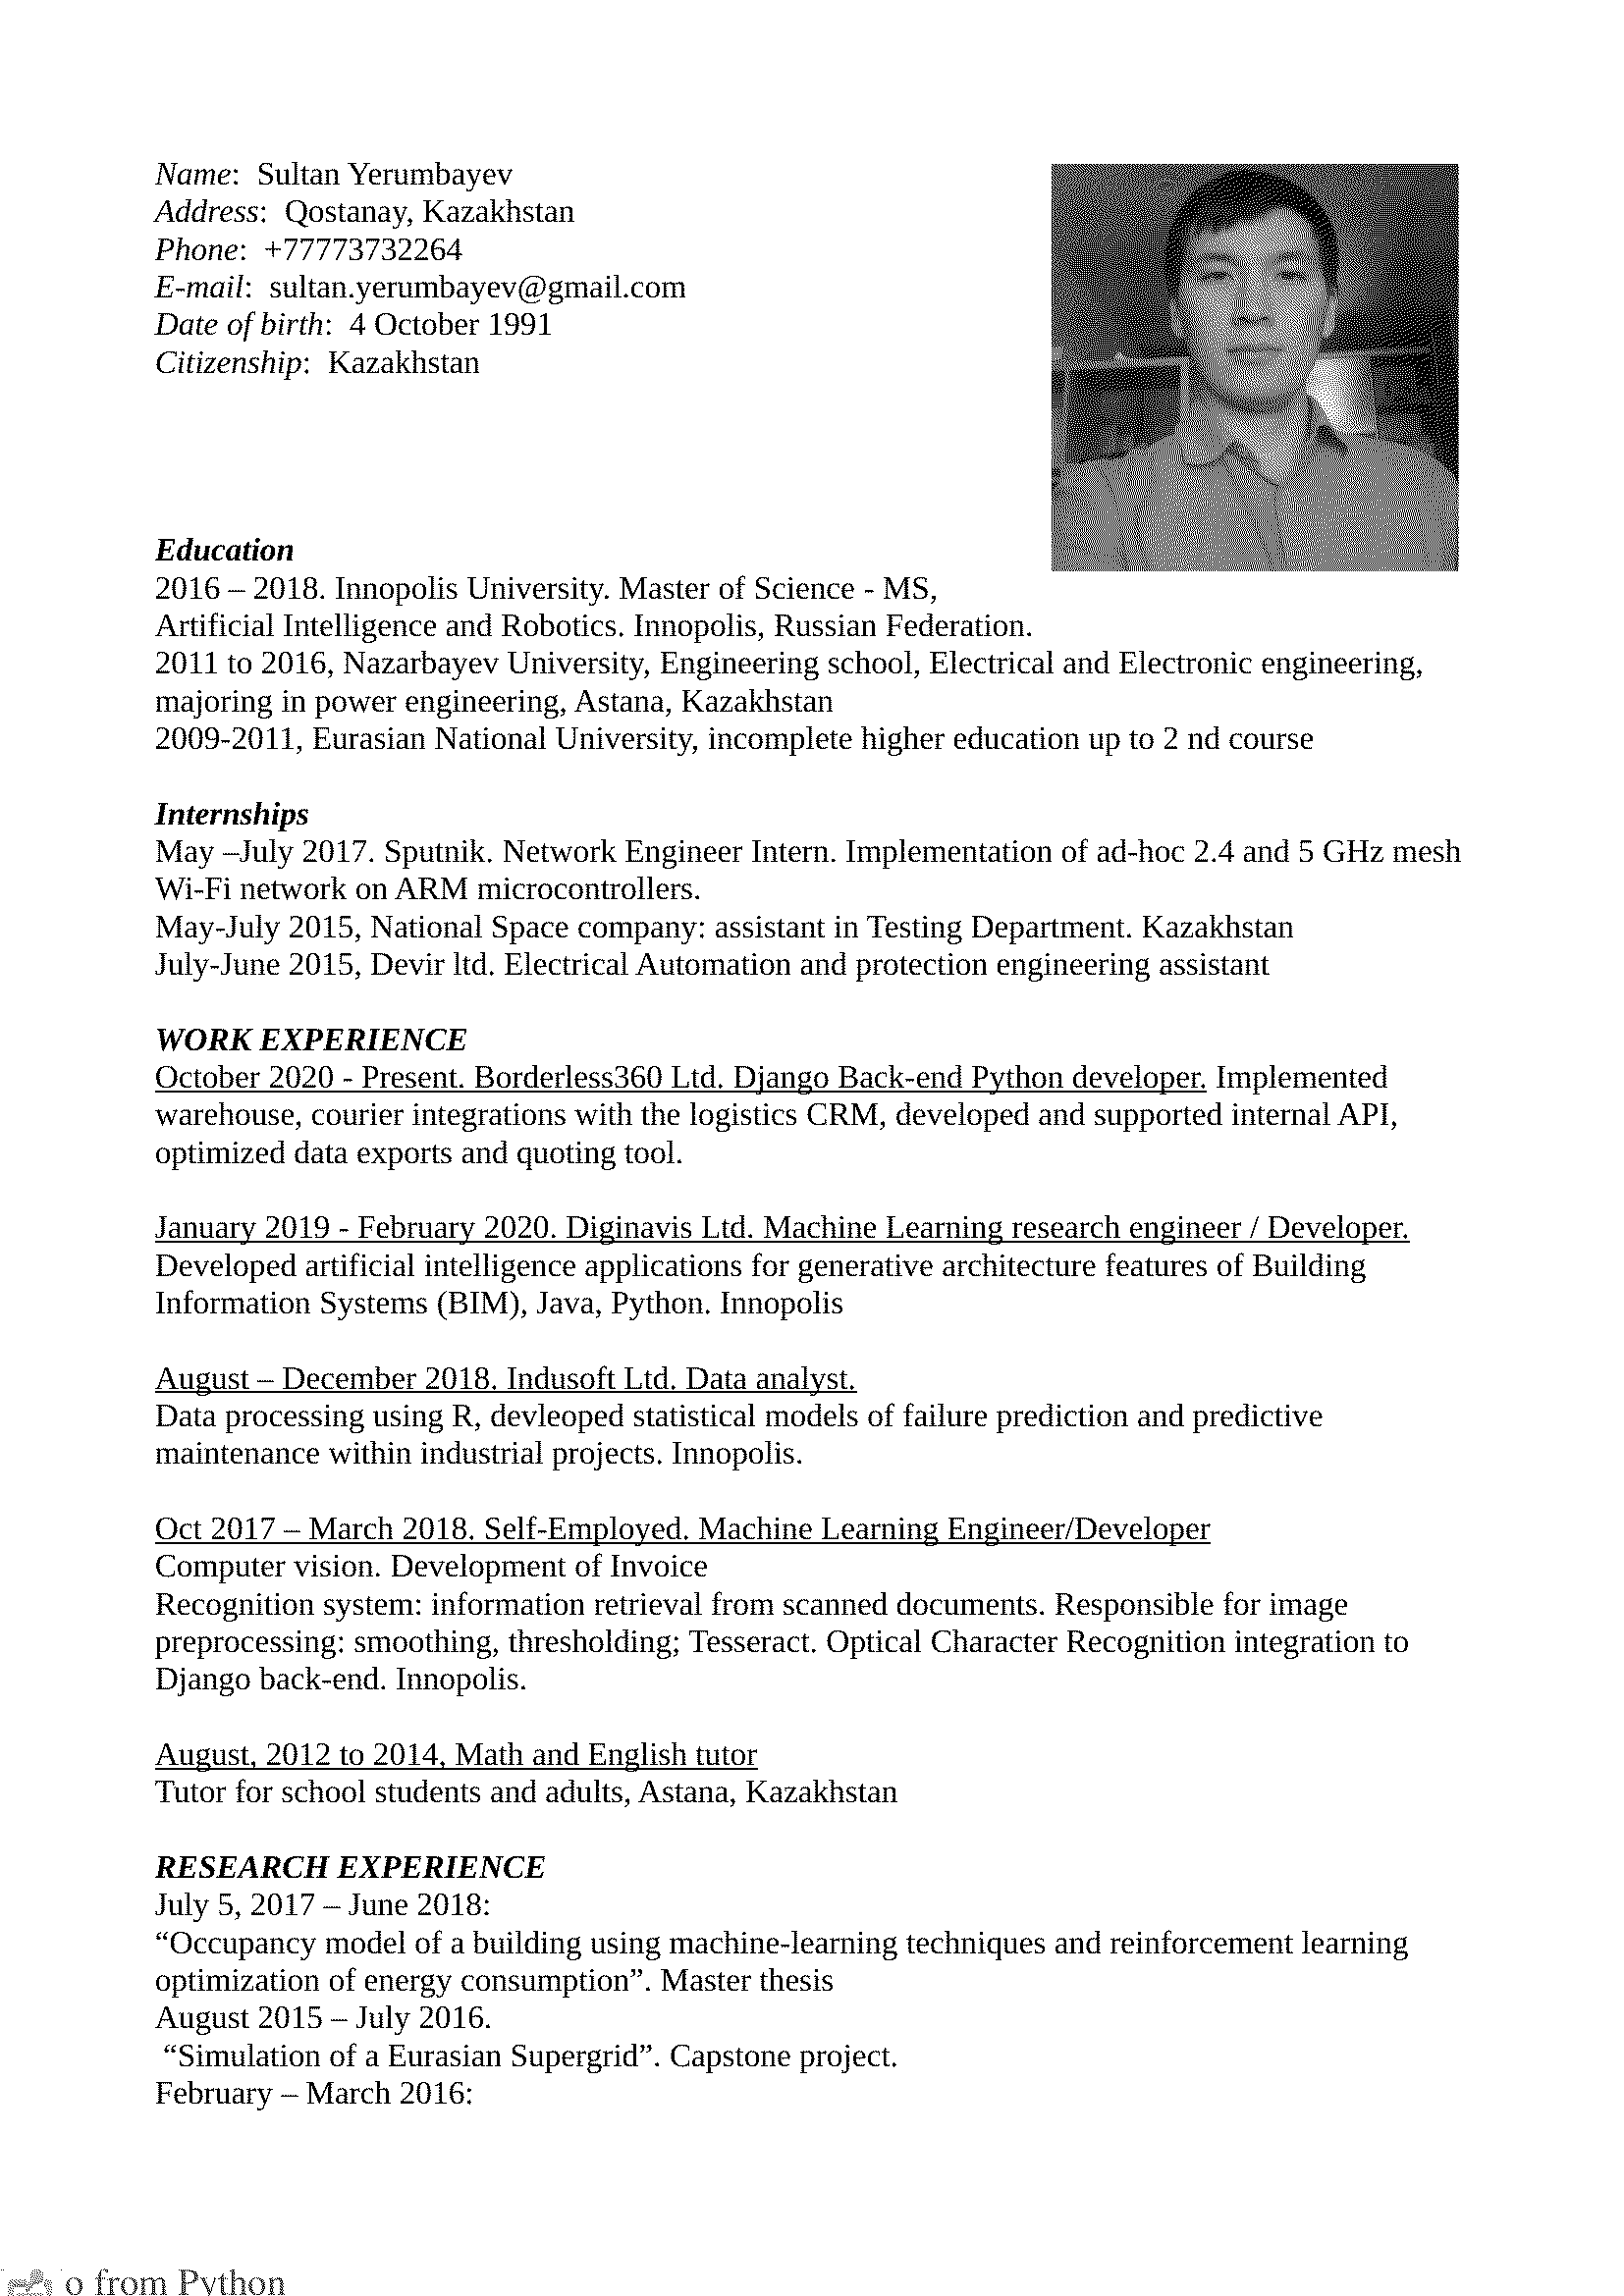 Name:  Sultan Yerumbayev
Address:  Qostanay, Kazakhstan
Phone:  +77773732264
E-mail:  sultan.yerumbayev@gmail.com
Date of birth:  4 October 1991
Citizenship:  Kazakhstan
Education
2016 – 2018. Innopolis University. Master of Science - MS,
Artificial Intelligence and Robotics. Innopolis, Russian Federation.
2011 to 2016, Nazarbayev University, Engineering school, Electrical and Electronic engineering,
majoring in power engineering, Astana, Kazakhstan
2009-2011, Eurasian National University, incomplete higher education up to 2 nd course
Internships
May –July 2017. Sputnik. Network Engineer Intern. Implementation of ad-hoc 2.4 and 5 GHz mesh
Wi-Fi network on ARM microcontrollers.
May-July 2015, National Space company: assistant in Testing Department. Kazakhstan
July-June 2015, Devir ltd. Electrical Automation and protection engineering assistant
WORK EXPERIENCE
October 2020 - Present. Borderless360 Ltd. Django Back-end Python developer. Implemented
warehouse, courier integrations with the logistics CRM, developed and supported internal API,
optimized data exports and quoting tool.
January 2019 - February 2020. Diginavis Ltd. Machine Learning research engineer / Developer.
Developed artificial intelligence applications for generative architecture features of Building
Information Systems (BIM), Java, Python. Innopolis
August – December 2018. Indusoft Ltd. Data analyst.
Data processing using R, devleoped statistical models of failure prediction and predictive
maintenance within industrial projects. Innopolis.
Oct 2017 – March 2018. Self-Employed. Machine Learning Engineer/Developer
Computer vision. Development of Invoice
Recognition system: information retrieval from scanned documents. Responsible for image
preprocessing: smoothing, thresholding; Tesseract. Optical Character Recognition integration to
Django back-end. Innopolis.
August, 2012 to 2014, Math and English tutor
Tutor for school students and adults, Astana, Kazakhstan
RESEARCH EXPERIENCE
July 5, 2017 – June 2018:
“Occupancy model of a building using machine-learning techniques and reinforcement learning
optimization of energy consumption”. Master thesis
August 2015 – July 2016.
“Simulation of a Eurasian Supergrid”. Capstone project.
February – March 2016:
o from Python